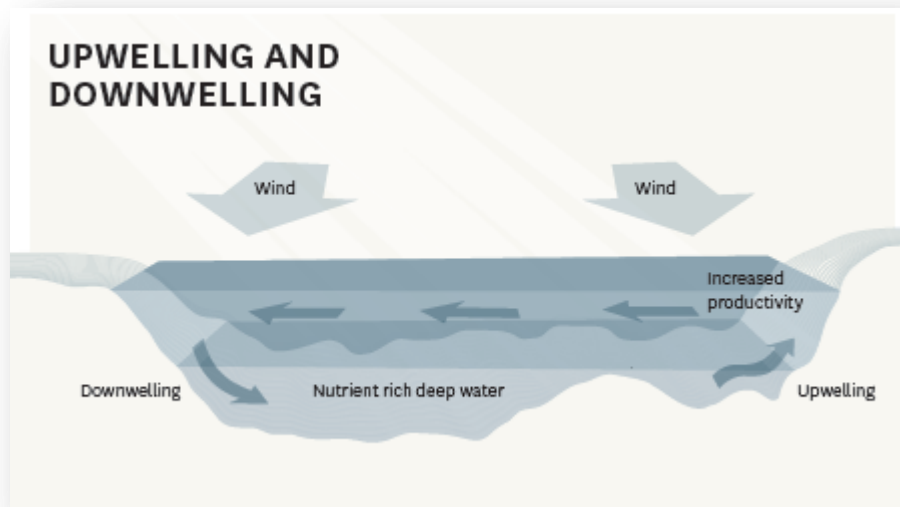 UPWELLING AND
DOWNWELLING
Wind
Wind
Increased
productivity
Downwelling
Nutrient rich deep water
Upwelling